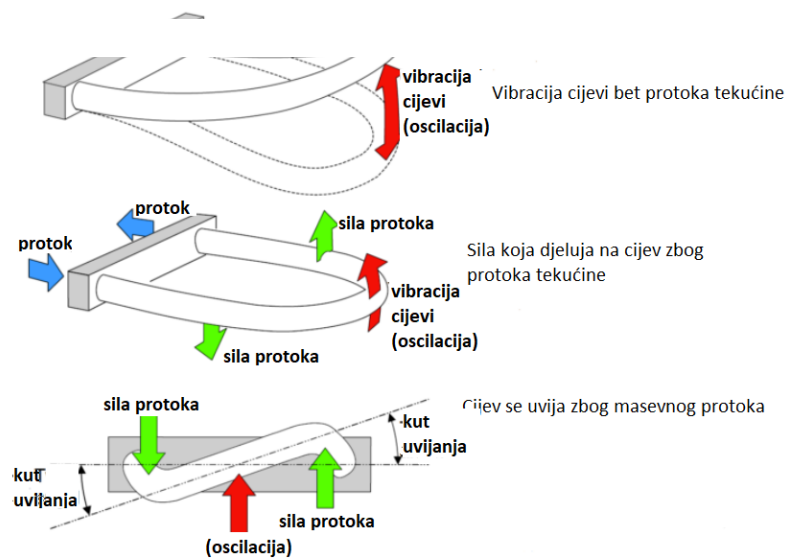 vibracija
cijevi
(oscilacija)
Vibracija cijevi bet protoka tekućine
protok
protok
sila protoka
vibracija
cijevi
(oscilacija)
sila protoka
Sila koja djeluja na cijev zbog
protoka tekućine
sila protoka
Cijev se uvija zbog masevnog protoka
kut
uvijanja
kut
uvijanja
sila protoka
(oscilacija)